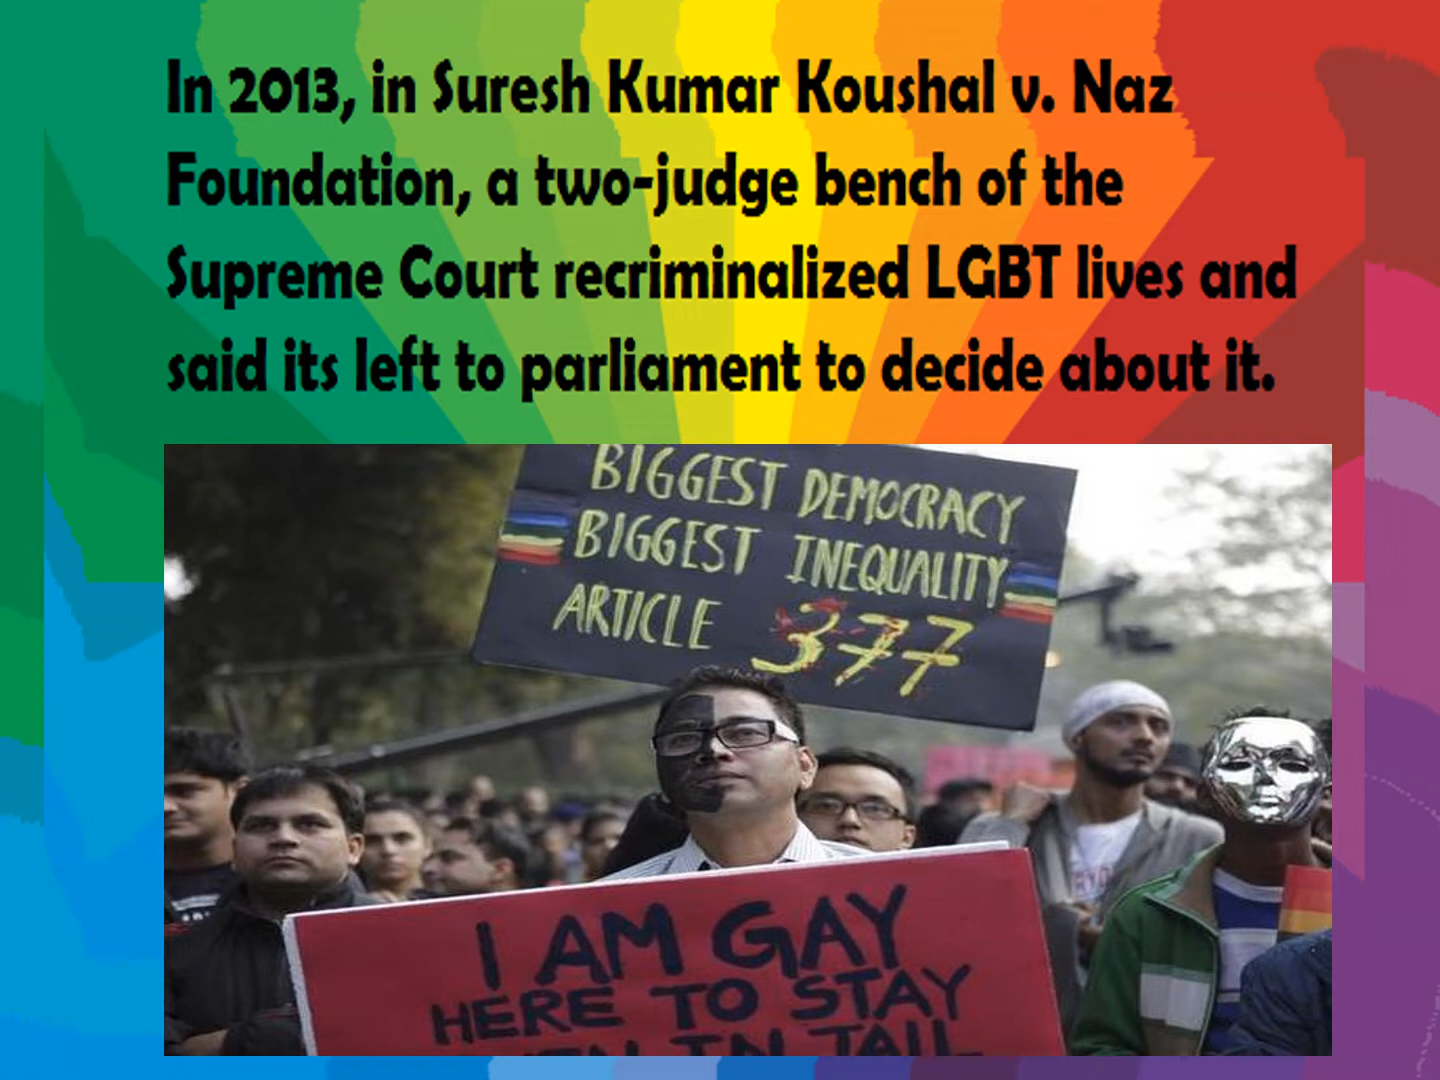 In 2013, in Suresh Kumar Koushal v. Naz
Foundation, a two-judge bench of the
Supreme Court recriminalized LGBT lives and
said its left to parliament to decide about it.
BIGGEST DEMOCRACY
BIGGEST INEQUALITY
ARTICLE 377
I AM GAY
HERE TO STAY
IN JAIL